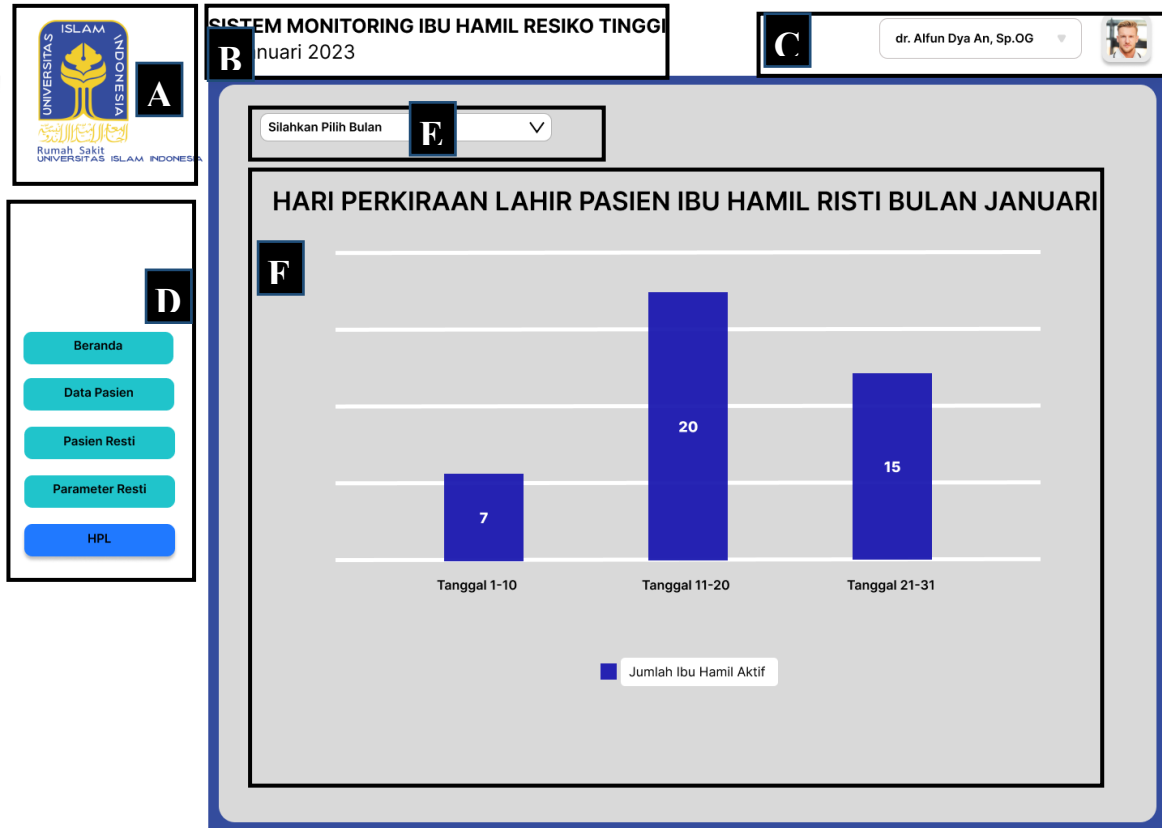 UNIVERSITAS ISLAM INDONESIA
Rumah Sakit
UNIVERSITAS ISLAM INDONESIA
A
SISTEM MONITORING IBU HAMIL RESIKO TINGGI
B
nuari 2023
C
dr. Alfun Dya An, Sp.OG
D
Beranda
Data Pasien
Pasien Resti
Parameter Resti
HPL
Silahkan Pilih Bulan
E
HARI PERKIRAAN LAHIR PASIEN IBU HAMIL RISTI BULAN JANUARI
F
7
20
15
Tanggal 1-10
Tanggal 11-20
Tanggal 21-31
Jumlah Ibu Hamil Aktif